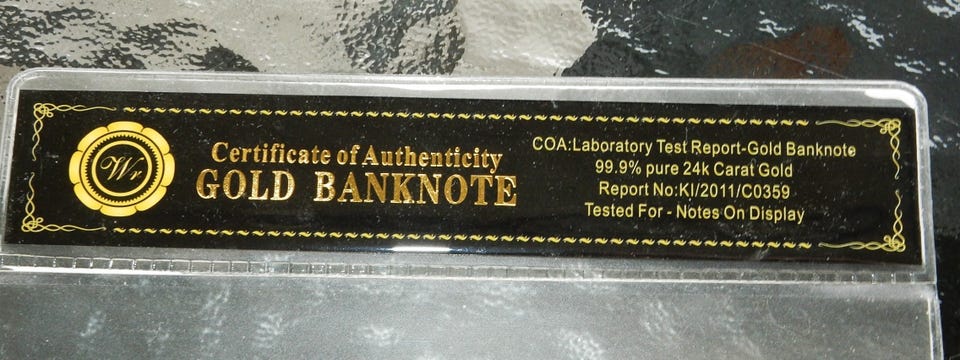 Wr
Certificate of Authenticity
GOLD BANKNOTE
COA:Laboratory Test Report-Gold Banknote
99.9% pure 24k Carat Gold
Report No:KI/2011/C0359
Tested For - Notes On Display